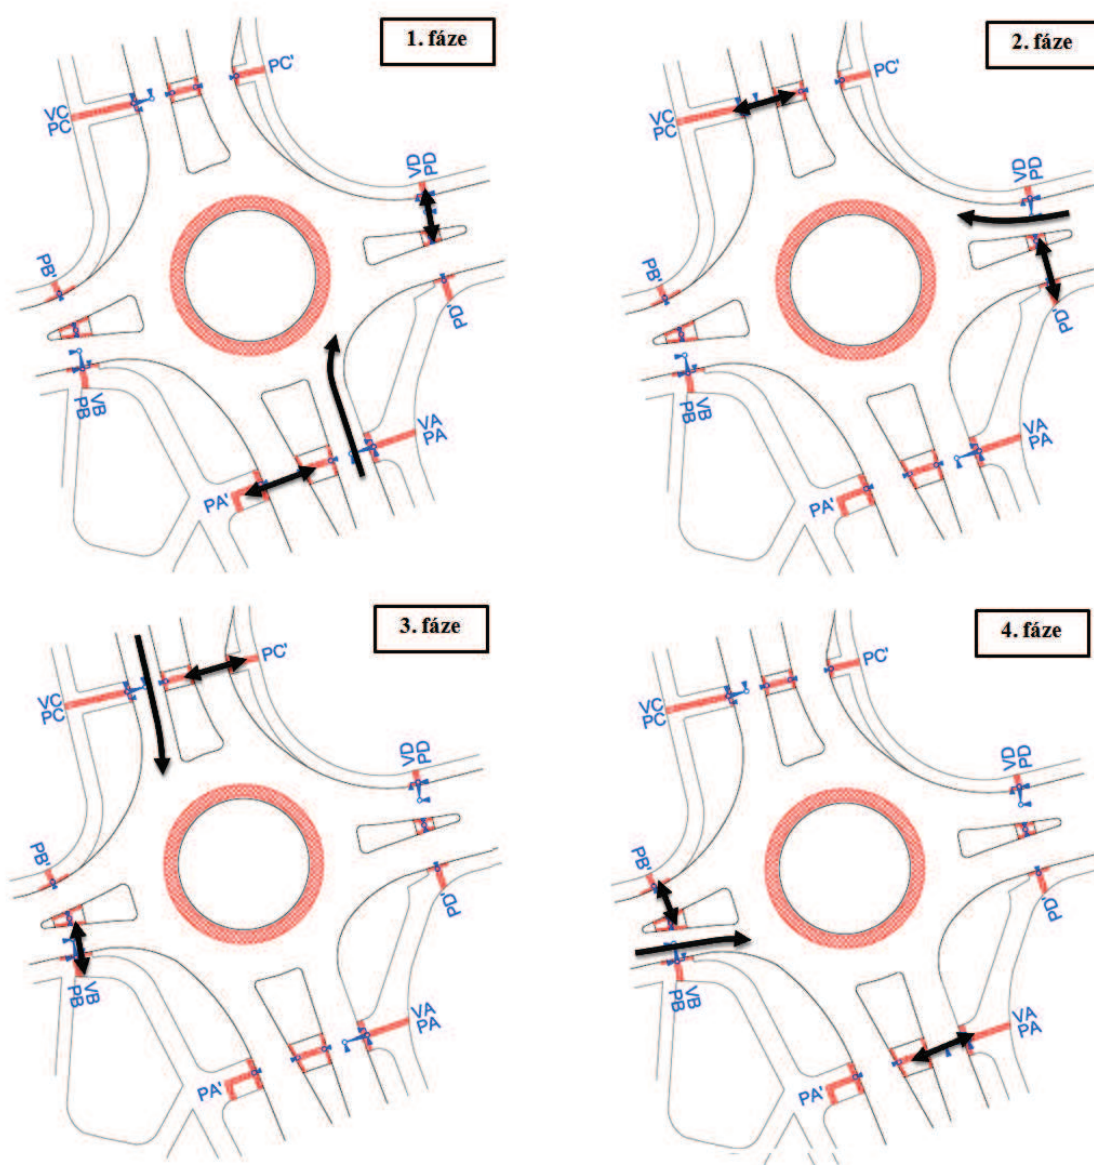 1. fáze
PC'
VC
PC
VD
PD
PB'
PD'
VB
PB
VA
PA
PA'
2. fáze
PC'
VC
PC
VD
PD
PB'
PD'
VB
PB
VA
PA
PA'
3. fáze
PC'
VC
PC
VD
PD
PB'
PD'
VB
PB
VA
PA
PA'
4. fáze
PC'
VC
PC
VD
PD
PB'
PD'
VB
PB
VA
PA
PA'